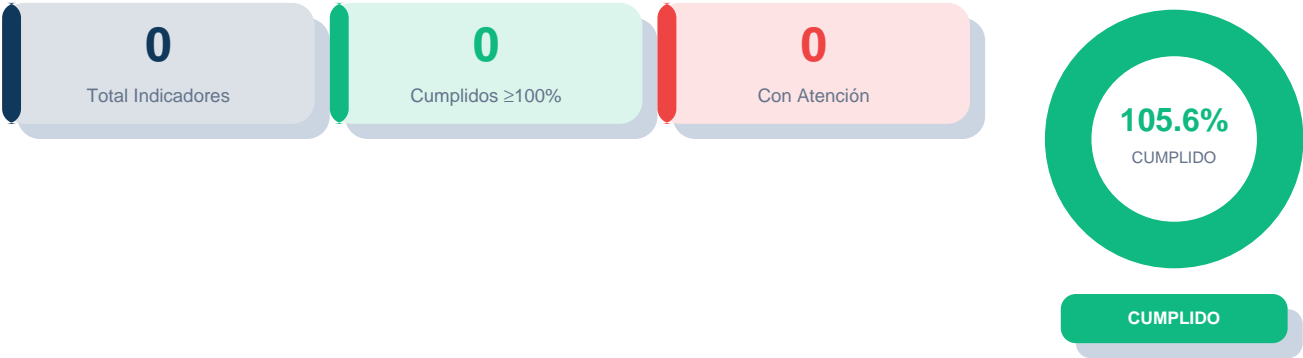 0
Total Indicadores
0
Cumplidos ≥100%
0
Con Atención
105.6%
CUMPLIDO
CUMPLIDO